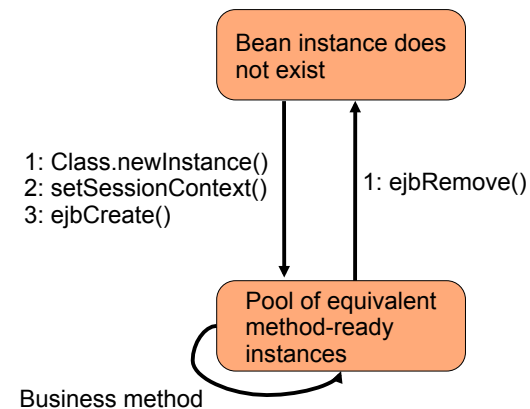 Bean instance does
not exist
1: Class.newInstance()
2: setSessionContext()
3: ejbCreate()
1: ejbRemove()
Pool of equivalent
method-ready
instances
Business method